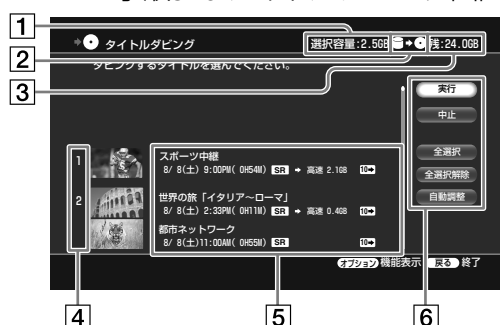 1
タイトルダビング
選択容量:2.5GB
残:24.0GB
2
ダビングするタイトルを選んでください。
3
実行
中止
全選択
全選択解除
自動調整
1
スポーツ中継
8/ 8(土) 9:00PM( 0H54M) SR 高速 2.1GB 10
2
世界の旅「イタリア～ローマ」
8/ 8(土) 2:33PM( 0H11M) SR 高速 0.4GB 10
都市ネットワーク
8/ 8(土)11:00AM( 0H55M) SR 10
オプション 機能表示 戻る 終了
4
5
6